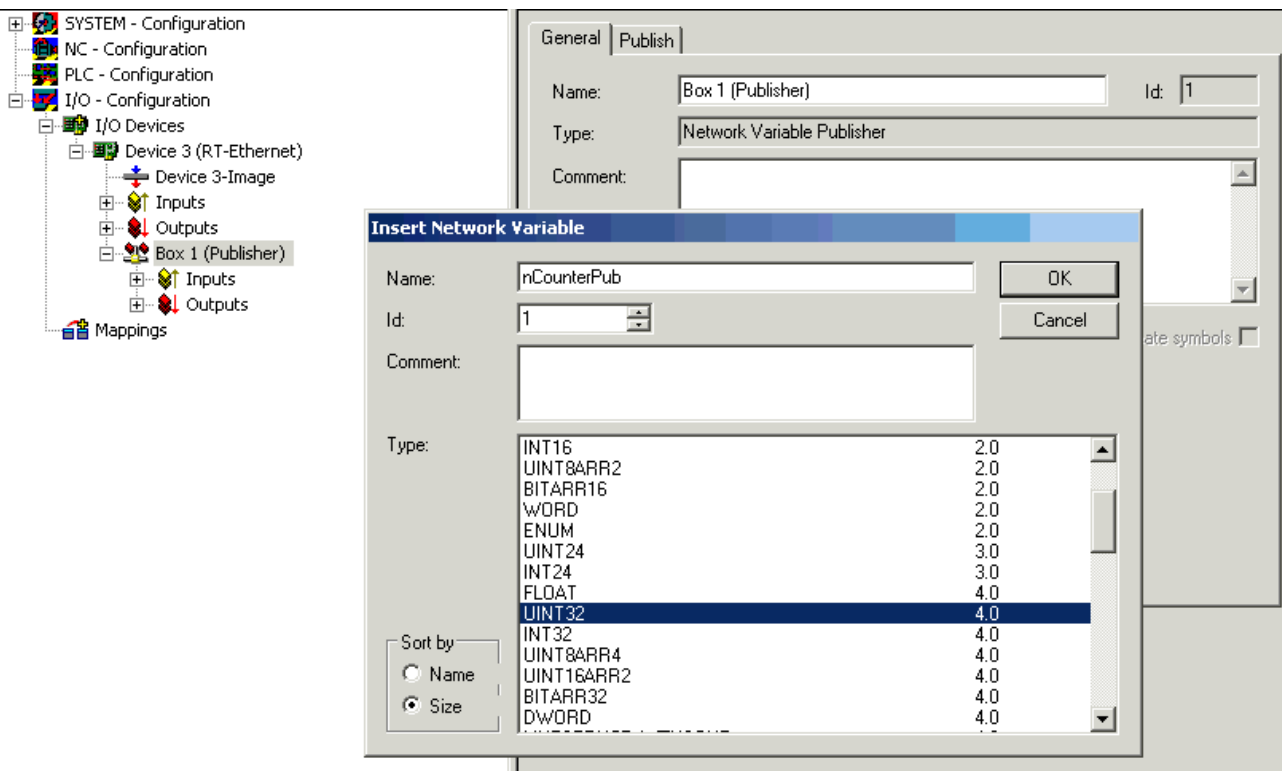 SYSTEM - Configuration
NC - Configuration
PLC - Configuration
I/O - Configuration
I/O Devices
Device 3 (RT-Ethernet)
Device 3-Image
Inputs
Outputs
Box 1 (Publisher)
Inputs
Outputs
Mappings
General Publish
Name: Box 1 (Publisher) Id: 1
Type: Network Variable Publisher
Comment:
ate symbols
Insert Network Variable
Name: nCounterPub OK
Id: 1 Cancel
Comment:
Type:
INT16 2.0
UINT8ARR2 2.0
BITARR16 2.0
WORD 2.0
ENUM 2.0
UINT24 3.0
INT24 3.0
FLOAT 4.0
UINT32 4.0
INT32 4.0
UINT8ARR4 4.0
UINT16ARR2 4.0
BITARR32 4.0
DWORD 4.0
Sort by
Name
Size